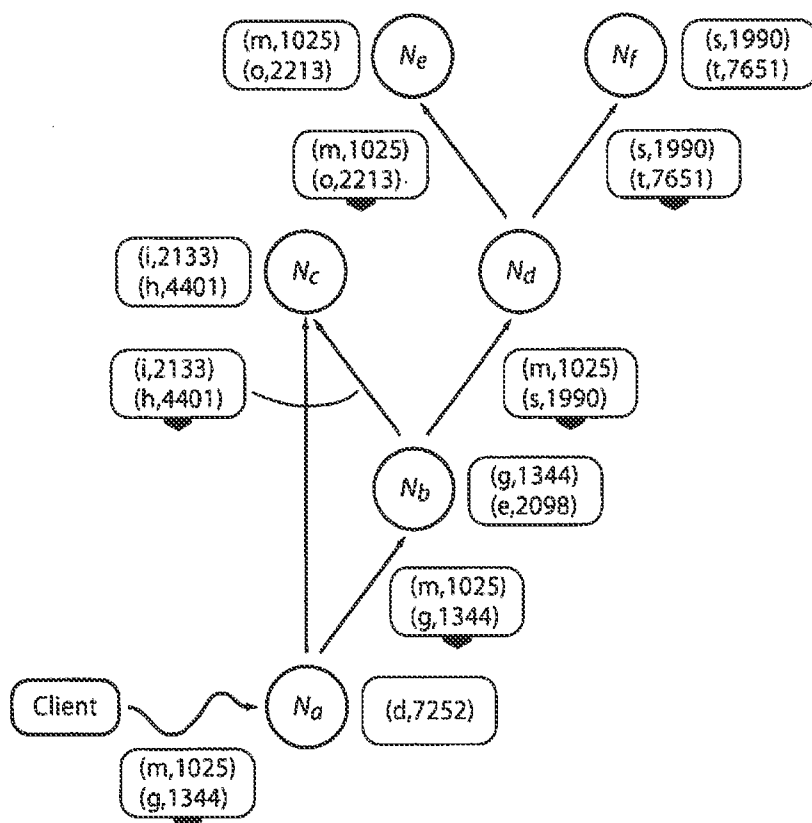 (m,1025)
(o,2213)
Ne
Nf
(s,1990)
(t,7651)
(m,1025)
(o,2213)
(s,1990)
(t,7651)
(i,2133)
(h,4401)
Nc
Nd
(i,2133)
(h,4401)
(m,1025)
(s,1990)
Nb
(g,1344)
(e,2098)
(m,1025)
(g,1344)
Client
Na
(d,7252)
(m,1025)
(g,1344)